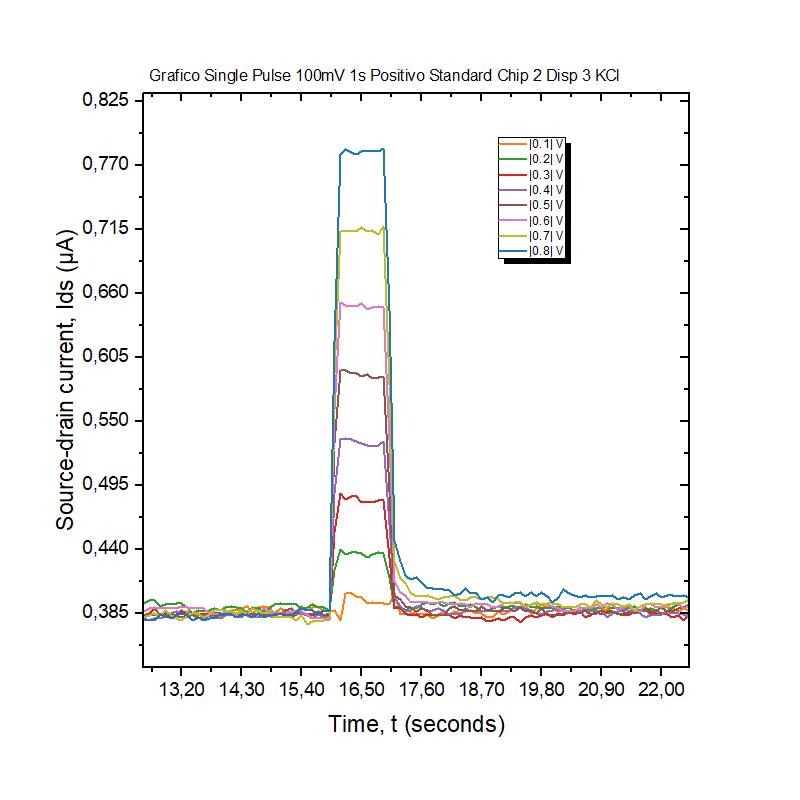 Grafico Single Pulse 100mV 1s Positivo Standard Chip 2 Disp 3 KCl
0,825
0,770
0,715
0,660
0,605
0,550
0,495
0,440
0,385
Source-drain current, Ids (μA)
|0.1| V
|0.2| V
|0.3| V
|0.4| V
|0.5| V
|0.6| V
|0.7| V
|0.8| V
13,20 14,30 15,40 16,50 17,60 18,70 19,80 20,90 22,00
Time, t (seconds)